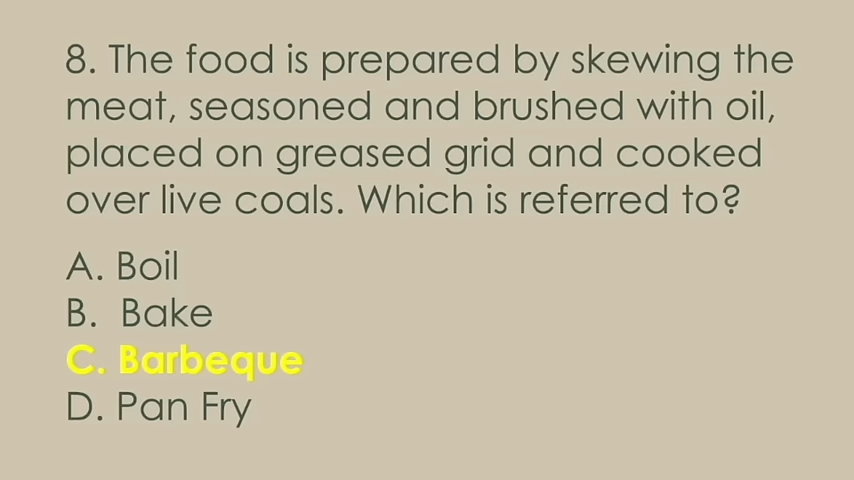 8. The food is prepared by skewing the
meat, seasoned and brushed with oil,
placed on greased grid and cooked
over live coals. Which is referred to?
A. Boil
B. Bake
C. Barbeque
D. Pan Fry